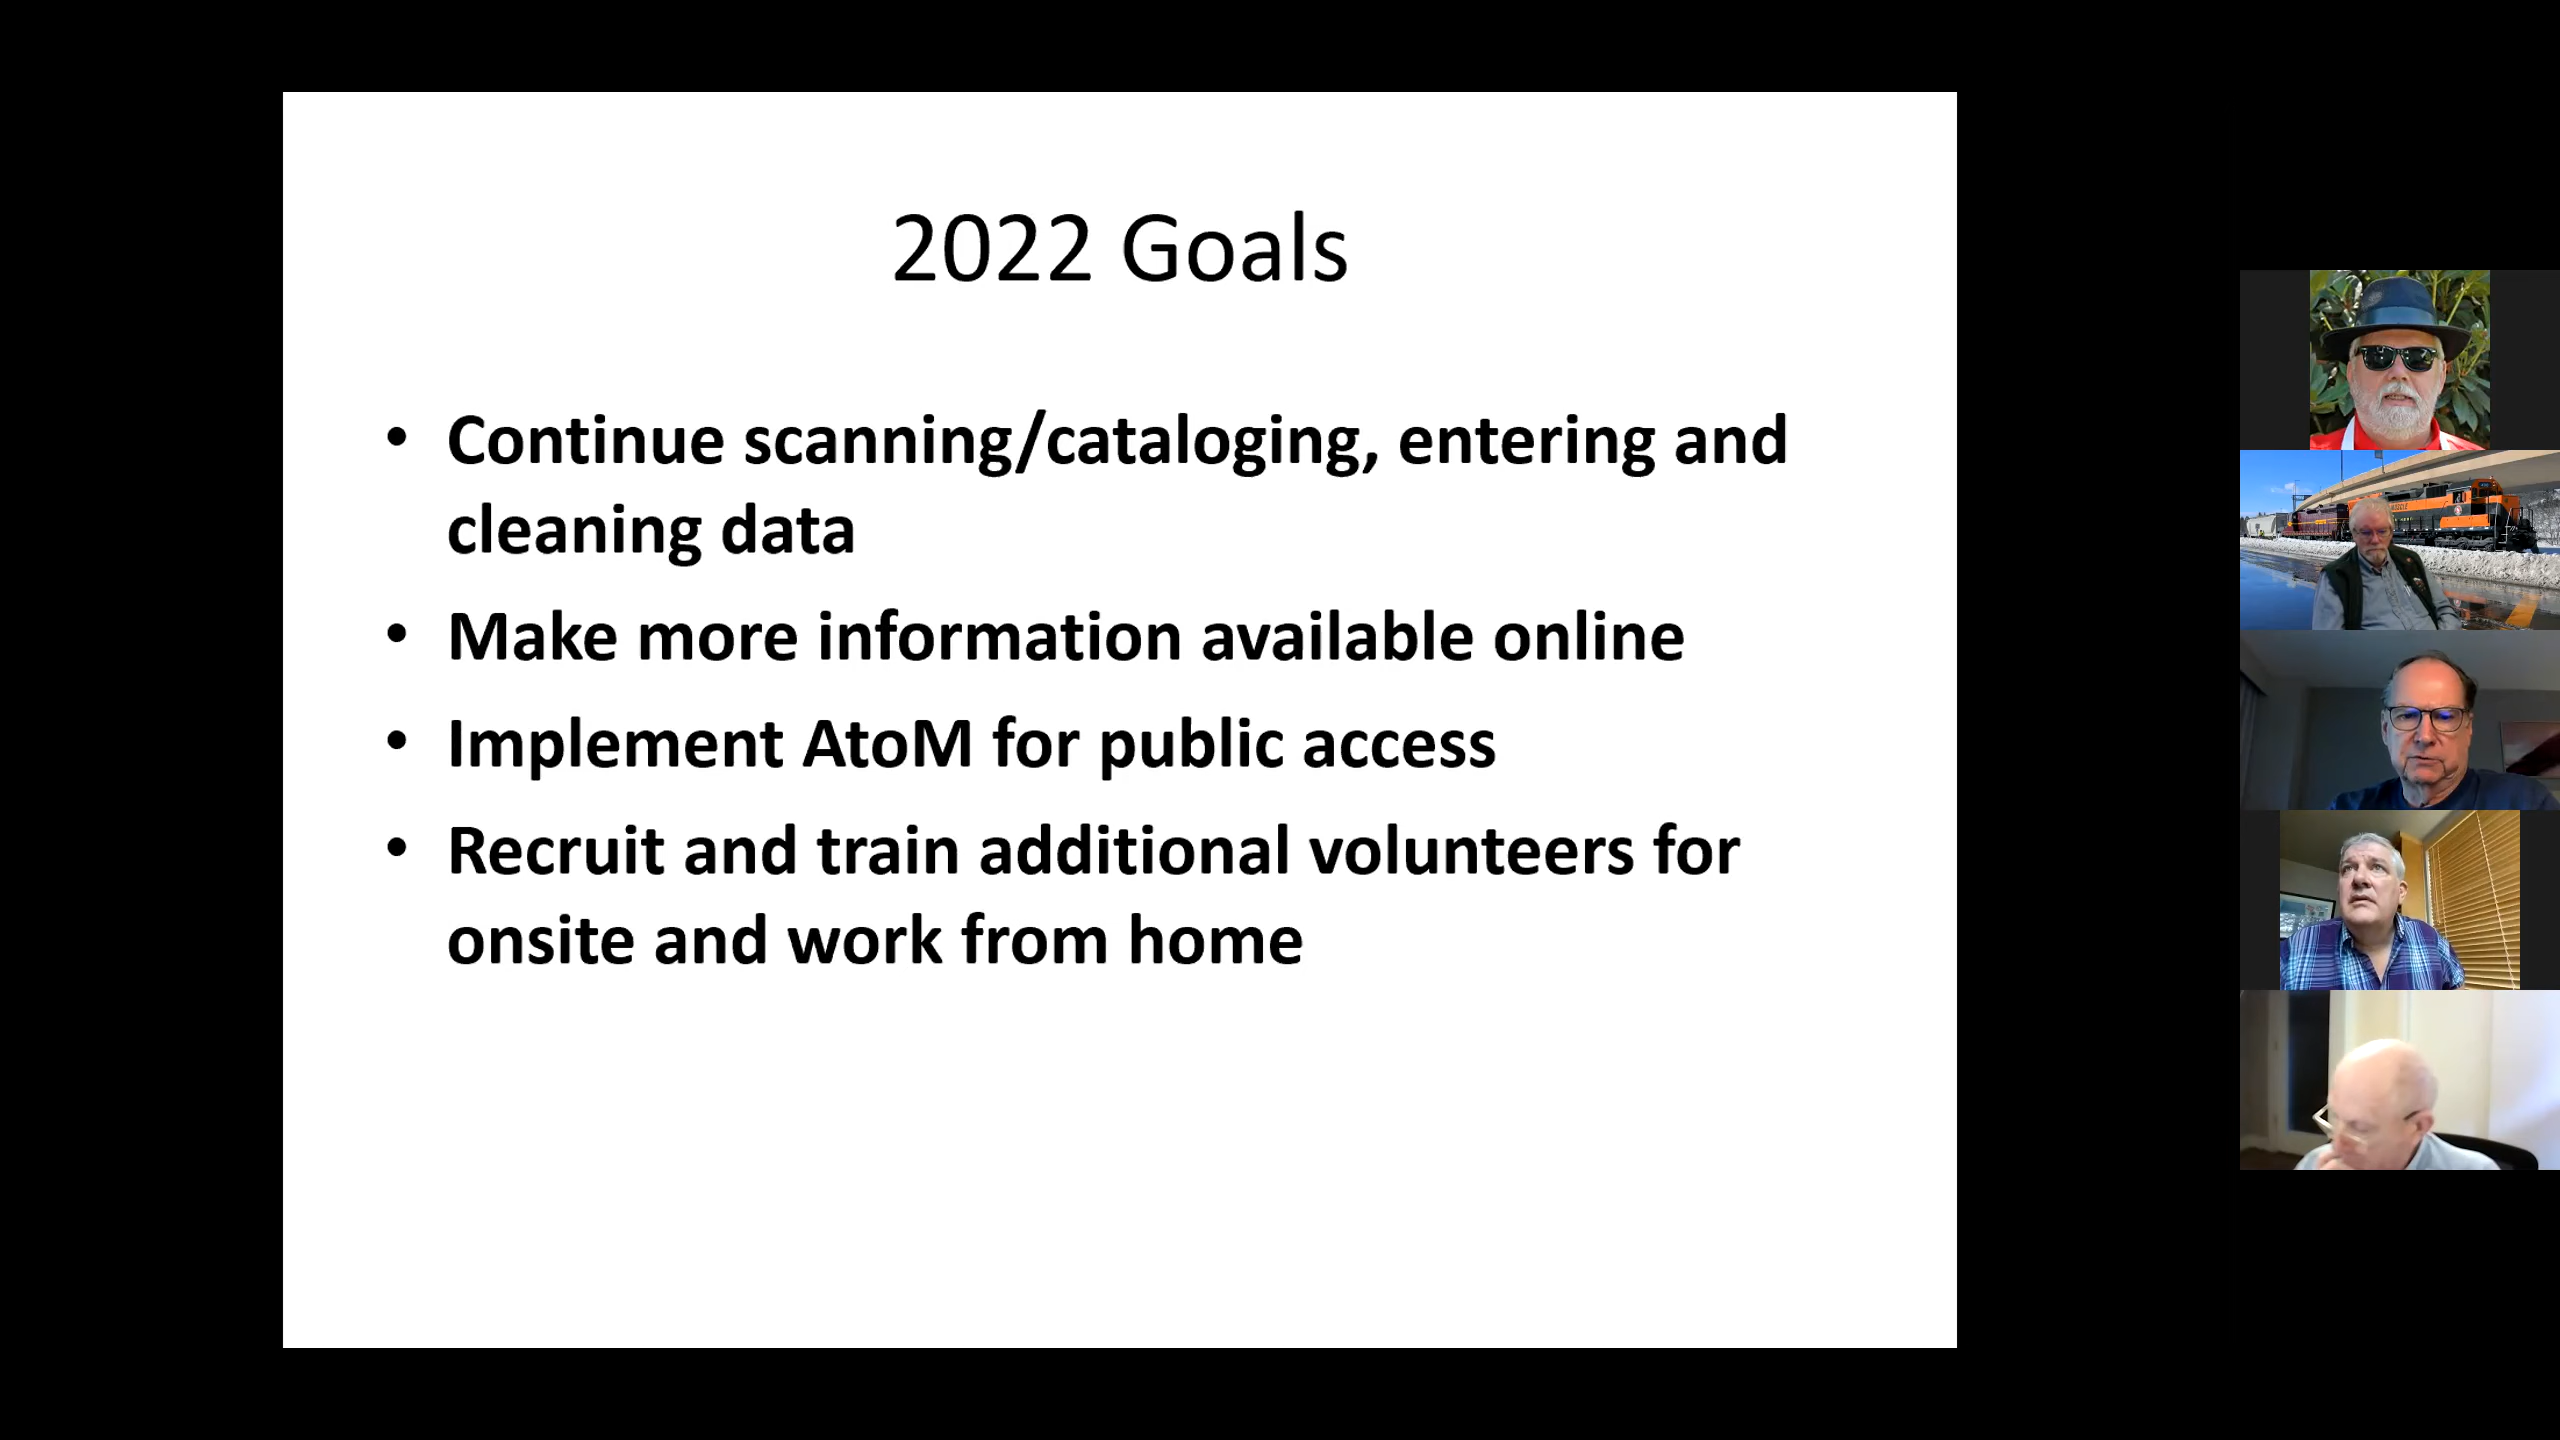 2022 Goals
• Continue scanning/cataloging, entering and
cleaning data
• Make more information available online
• Implement AtoM for public access
• Recruit and train additional volunteers for
onsite and work from home